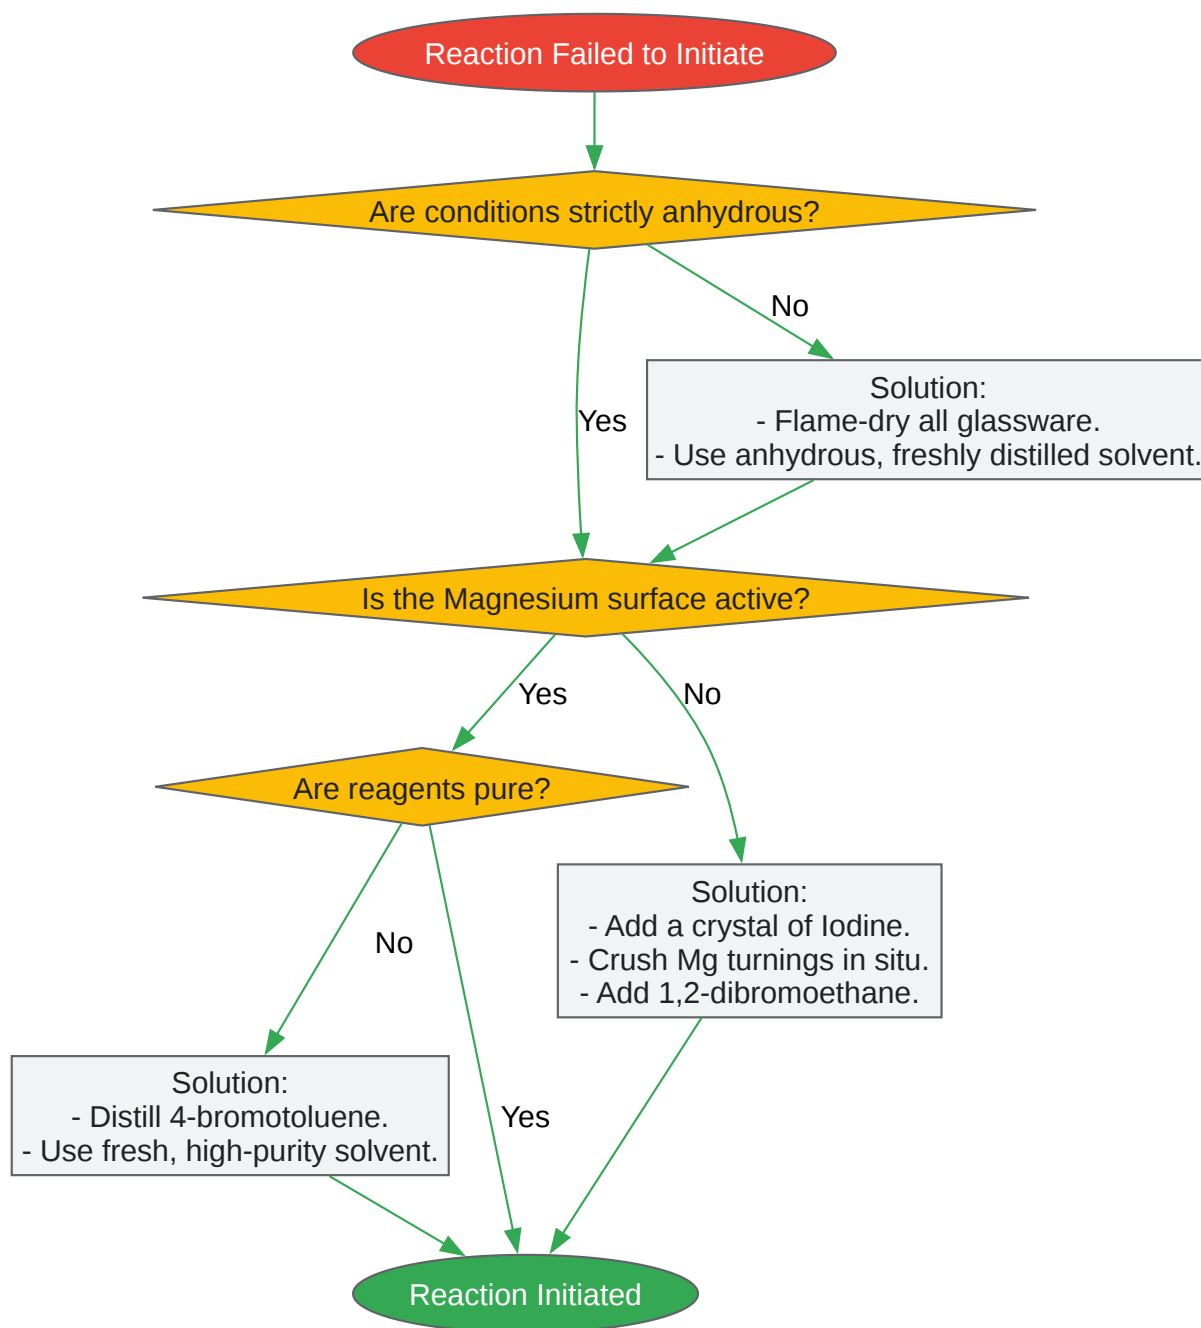 Reaction Failed to Initiate
Are conditions strictly anhydrous?
No
Yes
Solution:
- Flame-dry all glassware.
- Use anhydrous, freshly distilled solvent.
Is the Magnesium surface active?
Yes
No
Are reagents pure?
Solution:
- Add a crystal of Iodine.
- Crush Mg turnings in situ.
- Add 1,2-dibromoethane.
No
Yes
Solution:
- Distill 4-bromotoluene.
- Use fresh, high-purity solvent.
Reaction Initiated